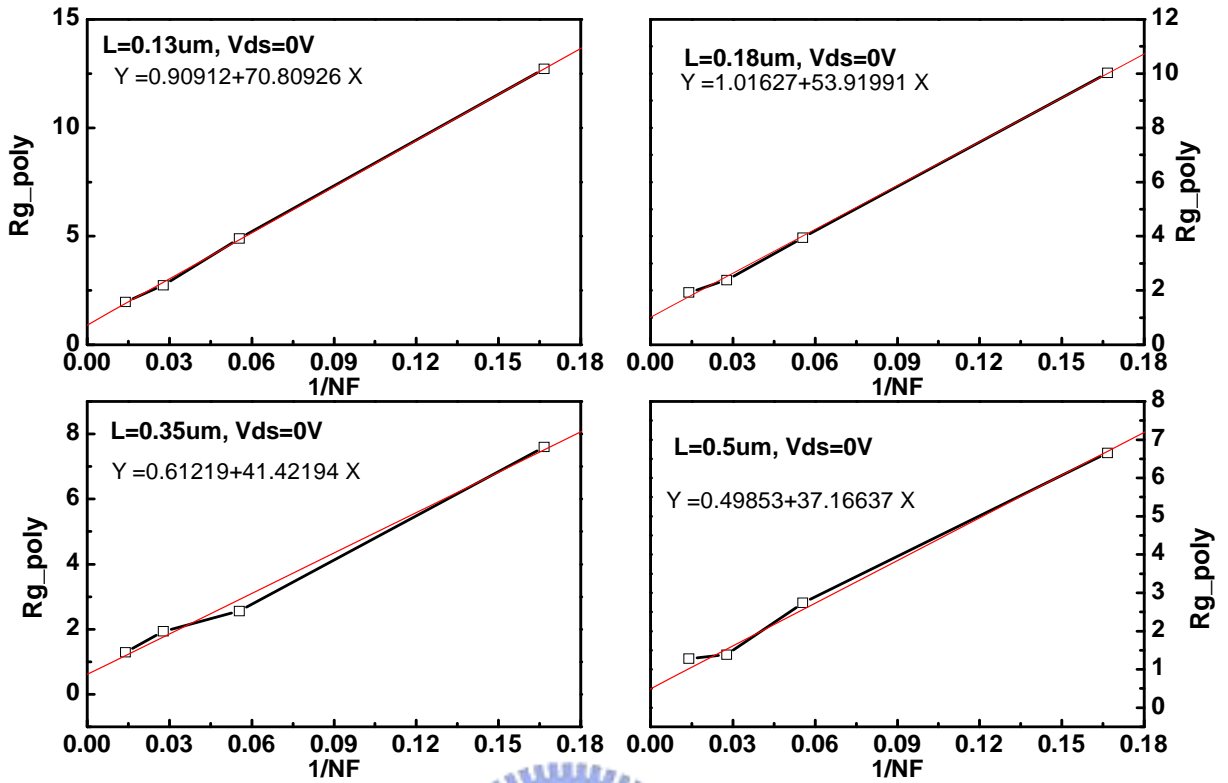 L=0.13um, Vds=0V
Y =0.90912+70.80926 X
Rg_poly
15
10
5
0
0.00 0.03 0.06 0.09 0.12 0.15 0.18
1/NF
L=0.18um, Vds=0V
Y =1.01627+53.91991 X
Rg_poly
12
10
8
6
4
2
0
0.00 0.03 0.06 0.09 0.12 0.15 0.18
1/NF
L=0.35um, Vds=0V
Y =0.61219+41.42194 X
Rg_poly
8
6
4
2
0
0.00 0.03 0.06 0.09 0.12 0.15 0.18
1/NF
L=0.5um, Vds=0V
Y =0.49853+37.16637 X
Rg_poly
8
7
6
5
4
3
2
1
0
0.00 0.03 0.06 0.09 0.12 0.15 0.18
1/NF